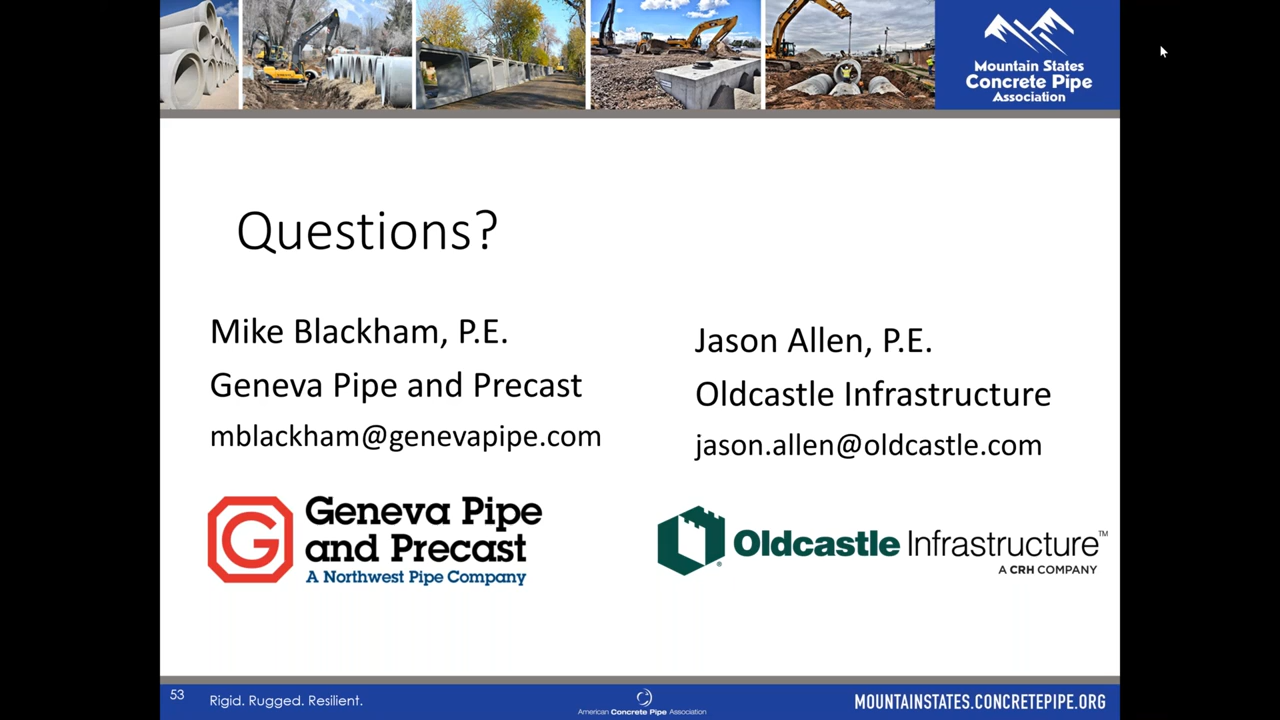 Mountain States
Concrete Pipe
Association
Questions?
Mike Blackham, P.E.
Geneva Pipe and Precast
mblackham@genevapipe.com
Jason Allen, P.E.
Oldcastle Infrastructure
jason.allen@oldcastle.com
Geneva Pipe
and Precast
A Northwest Pipe Company
Oldcastle Infrastructure™
A CRH COMPANY
53
Rigid. Rugged. Resilient.
American Concrete Pipe Association
MOUNTAINSTATES.CONCRETEPIPE.ORG